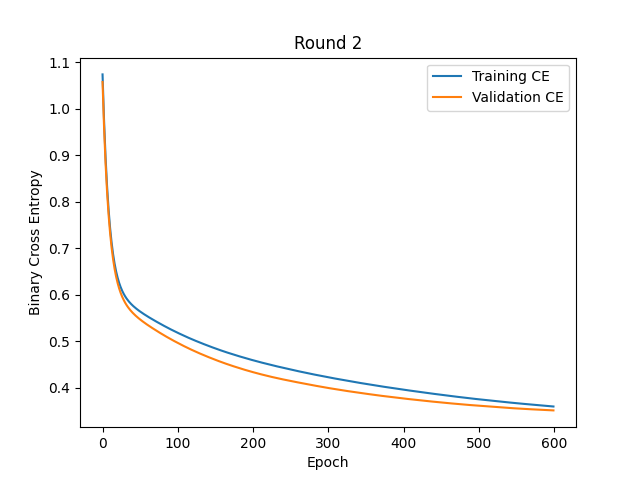 Round 2
Training CE
Validation CE
Binary Cross Entropy
1.1
1.0
0.9
0.8
0.7
0.6
0.5
0.4
0 100 200 300 400 500 600
Epoch